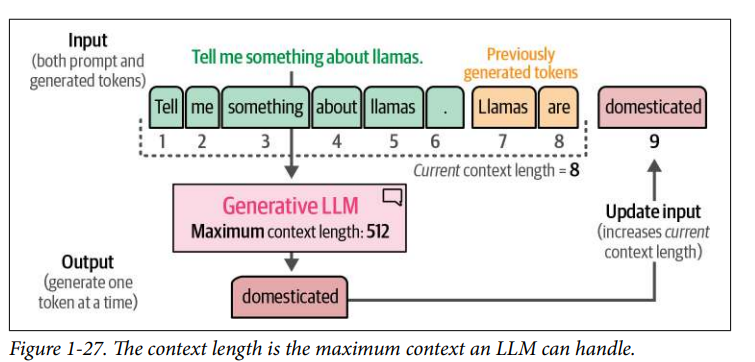 Input
(both prompt and
generated tokens)
Tell me something about llamas.
Previously
generated tokens
Tell me something about llamas . Llamas are domesticated
1 2 3 4 5 6 7 8 9
Current context length = 8
Generative LLM
Maximum context length: 512
Update input
(increases current
context length)
Output
(generate one
token at a time)
domesticated
Figure 1-27. The context length is the maximum context an LLM can handle.